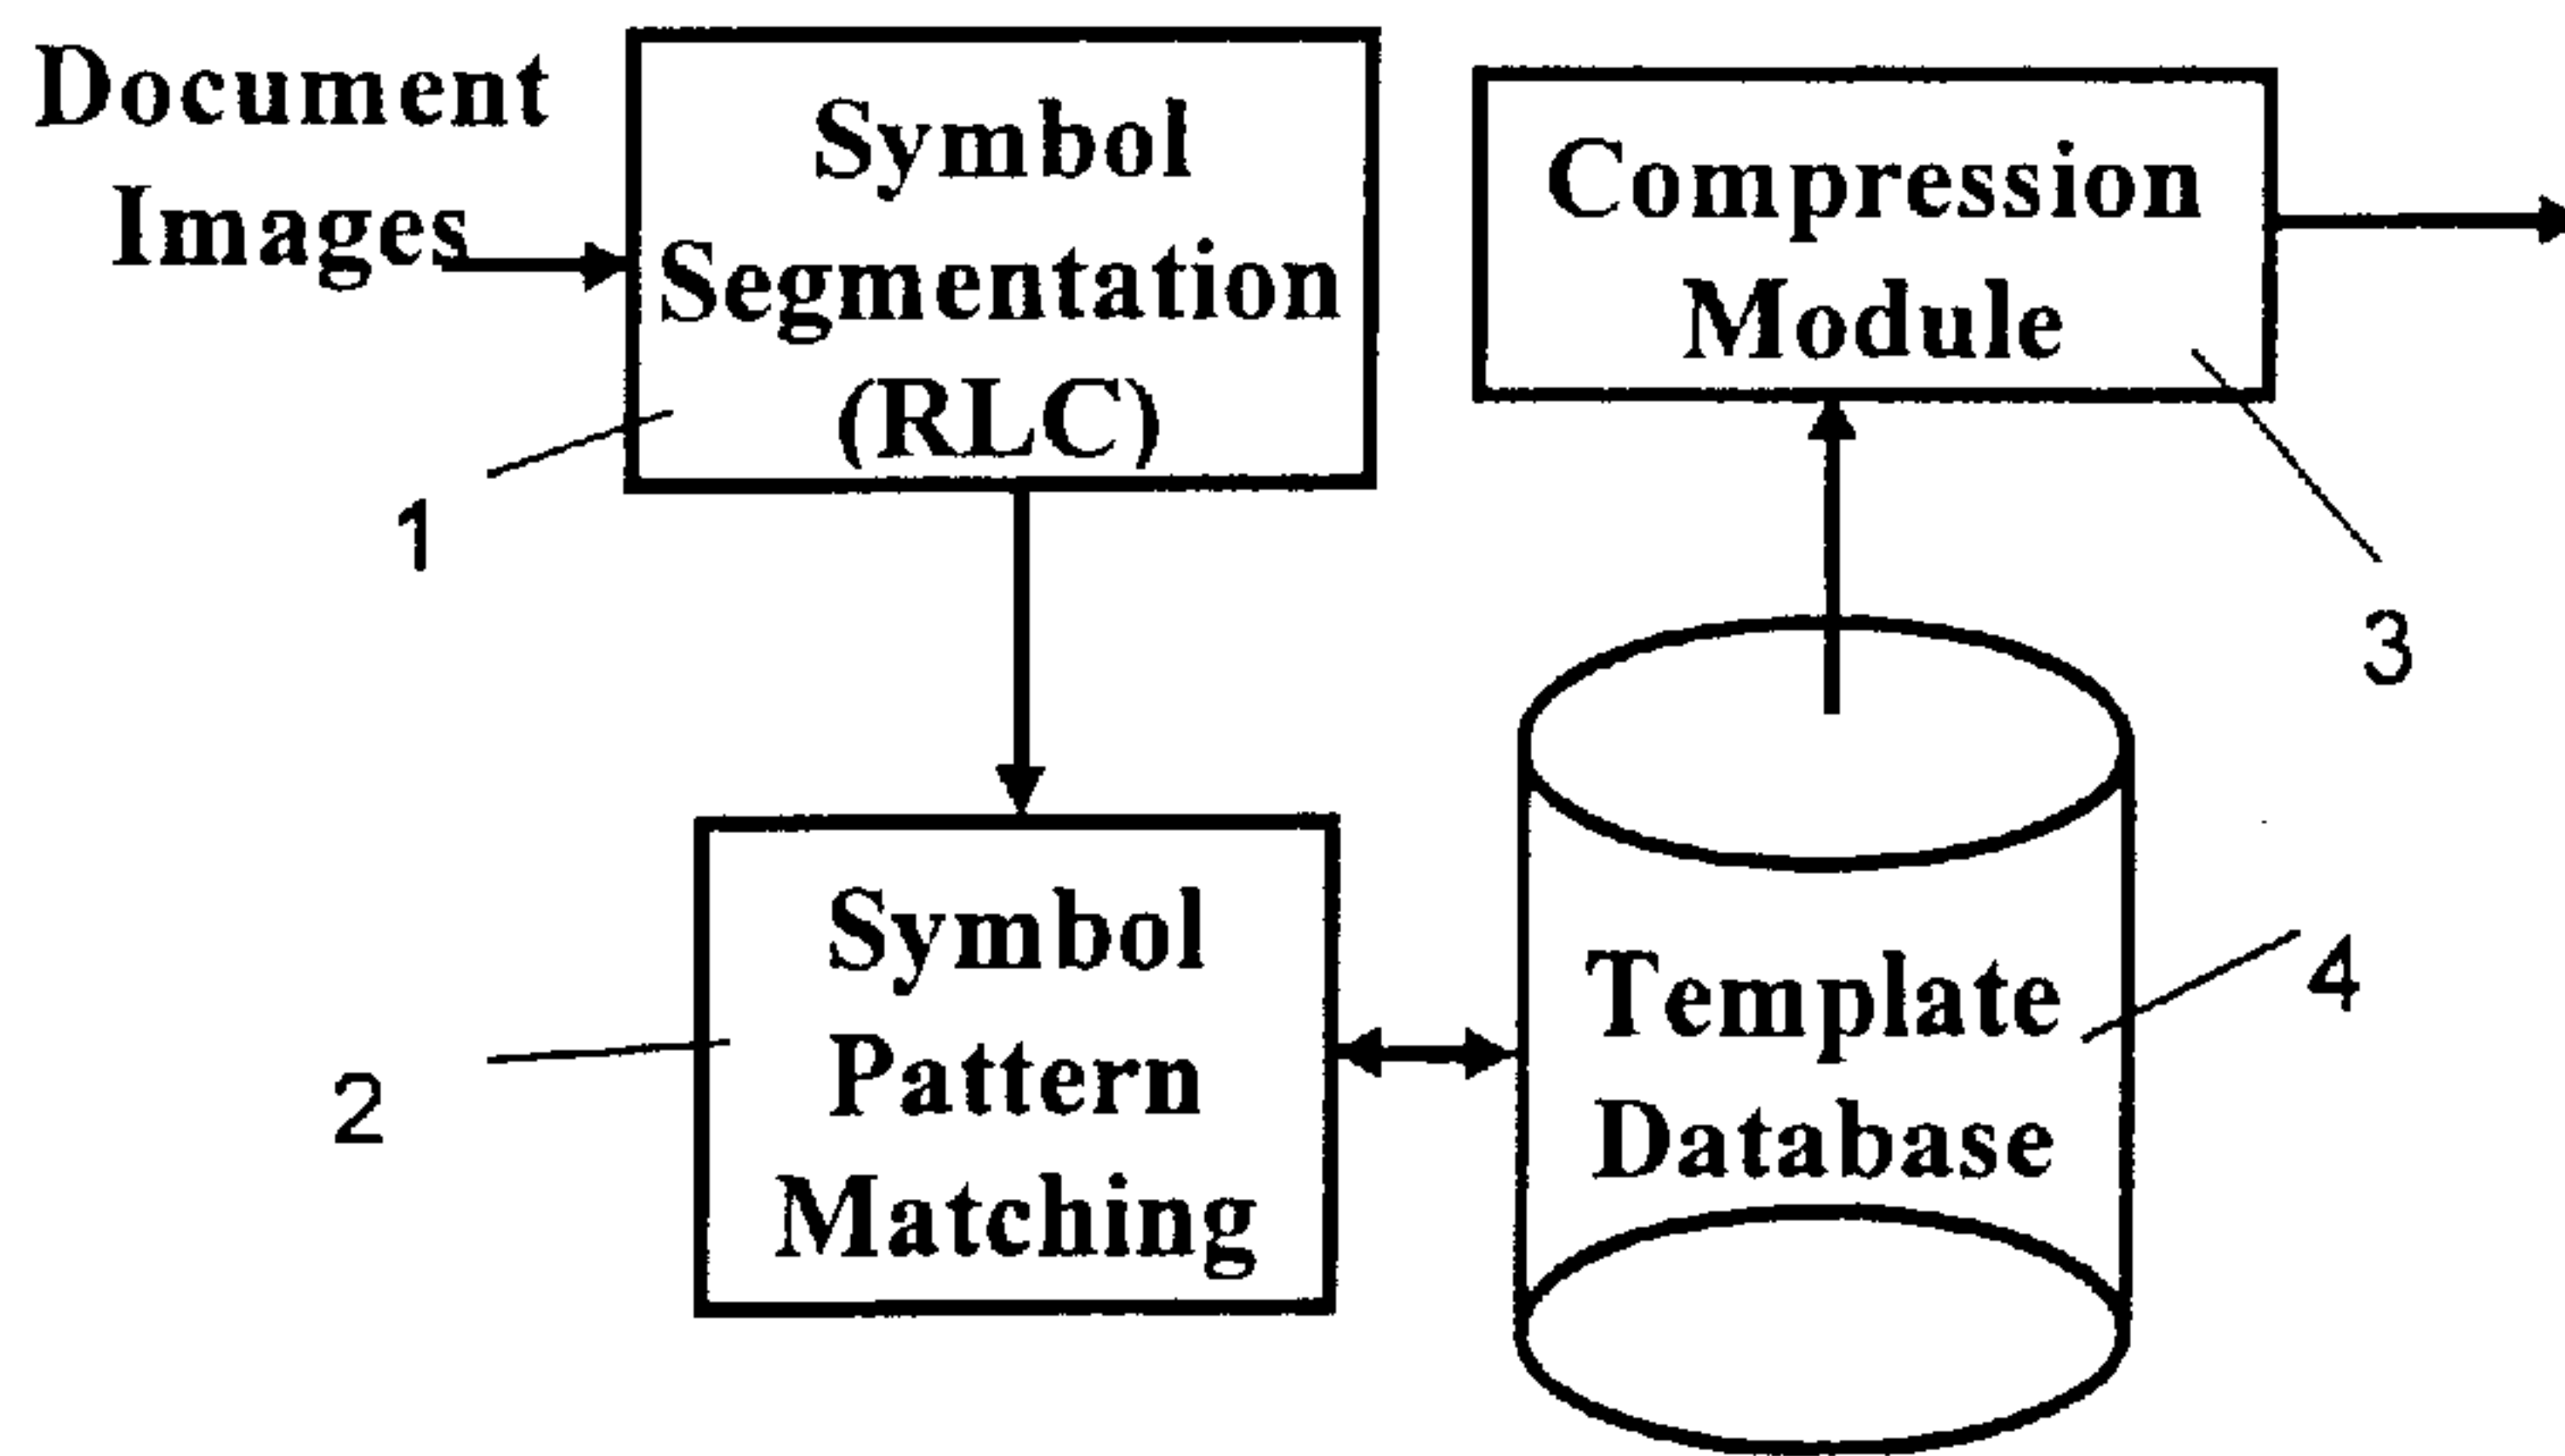 Document
Images
Symbol
Segmentation
(RLC)
1
Compression
Module
3
Symbol
Pattern
Matching
2
Template
Database
4